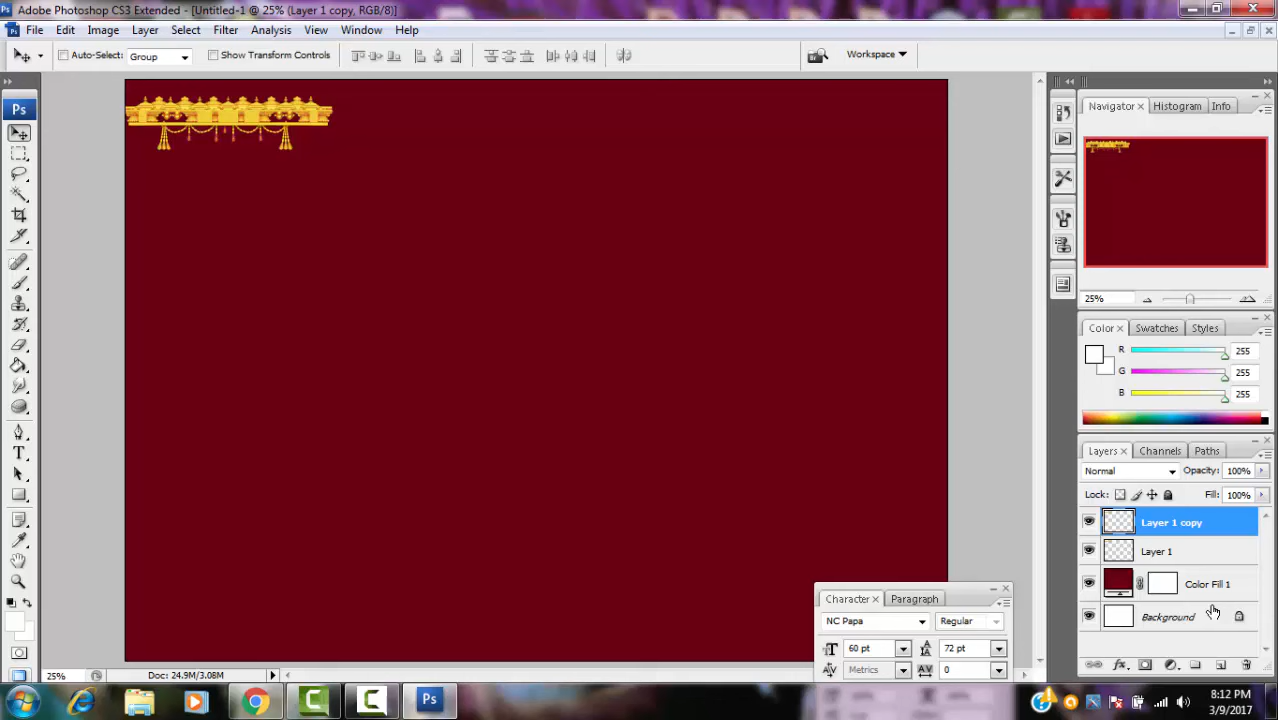 Adobe Photoshop CS3 Extended - [Untitled-1 @ 25% (Layer 1 copy, RGB/8)]
File Edit Image Layer Select Filter Analysis View Window Help
Auto-Select: Group Show Transform Controls Workspace
Ps
Navigator Histogram Info
25%
Color Swatches Styles
R 255
G 255
B 255
Layers Channels Paths
Normal Opacity: 100%
Lock: Fill: 100%
Layer 1 copy
Layer 1
Color Fill 1
Background
Character Paragraph
NC Papa Regular
60 pt 72 pt
Metrics 0
25% Doc: 24.9M/3.08M
Ps
8:12 PM
3/9/2017